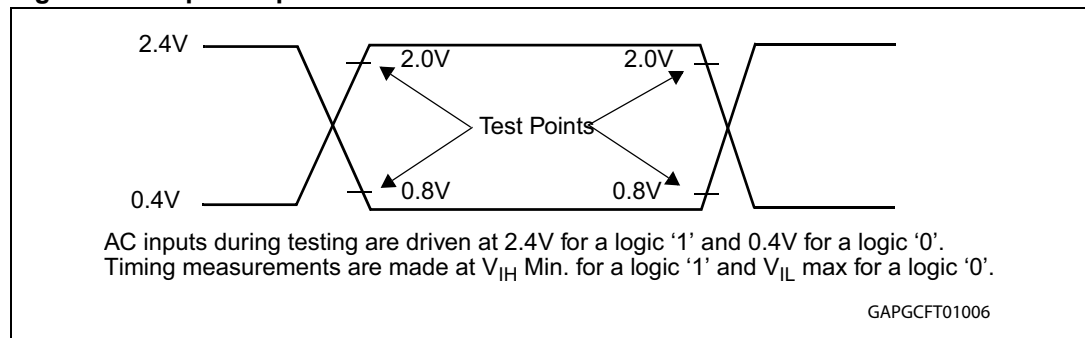 2.4V
2.0V 2.0V
Test Points
0.4V 0.8V 0.8V
AC inputs during testing are driven at 2.4V for a logic ‘1’ and 0.4V for a logic ‘0’.
Timing measurements are made at VIH Min. for a logic ‘1’ and VIL max for a logic ‘0’.
GAPGCFT01006